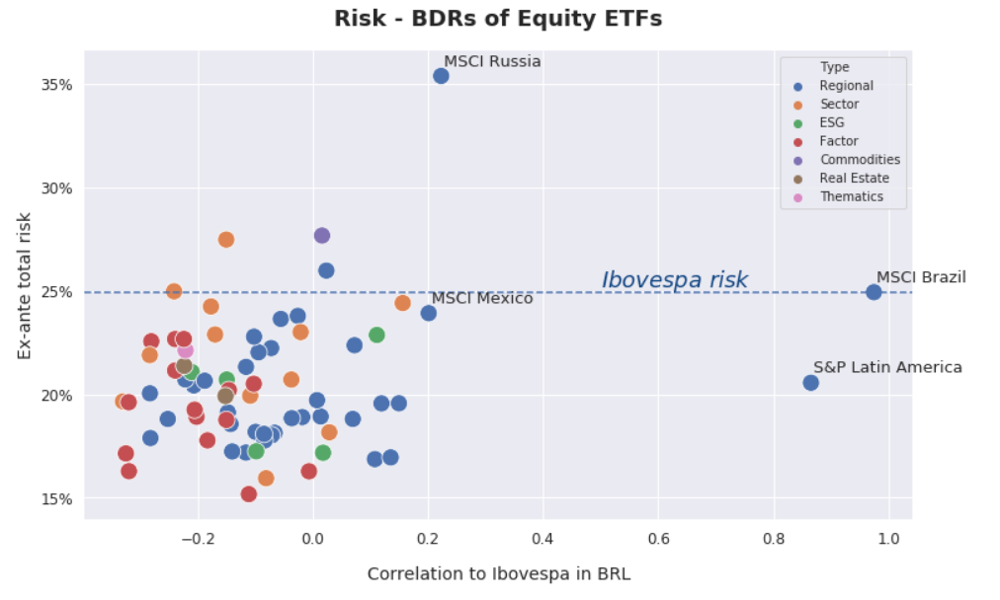 Risk - BDRs of Equity ETFs
MSCI Russia
35%
Type
Regional
Sector
ESG
Factor
Commodities
Real Estate
Thematics
30%
Ex-ante total risk
Ibovespa risk
MSCI Brazil
25%
MSCI Mexico
S&P Latin America
20%
15%
−0.2
0.0
0.2
0.4
0.6
0.8
1.0
Correlation to Ibovespa in BRL